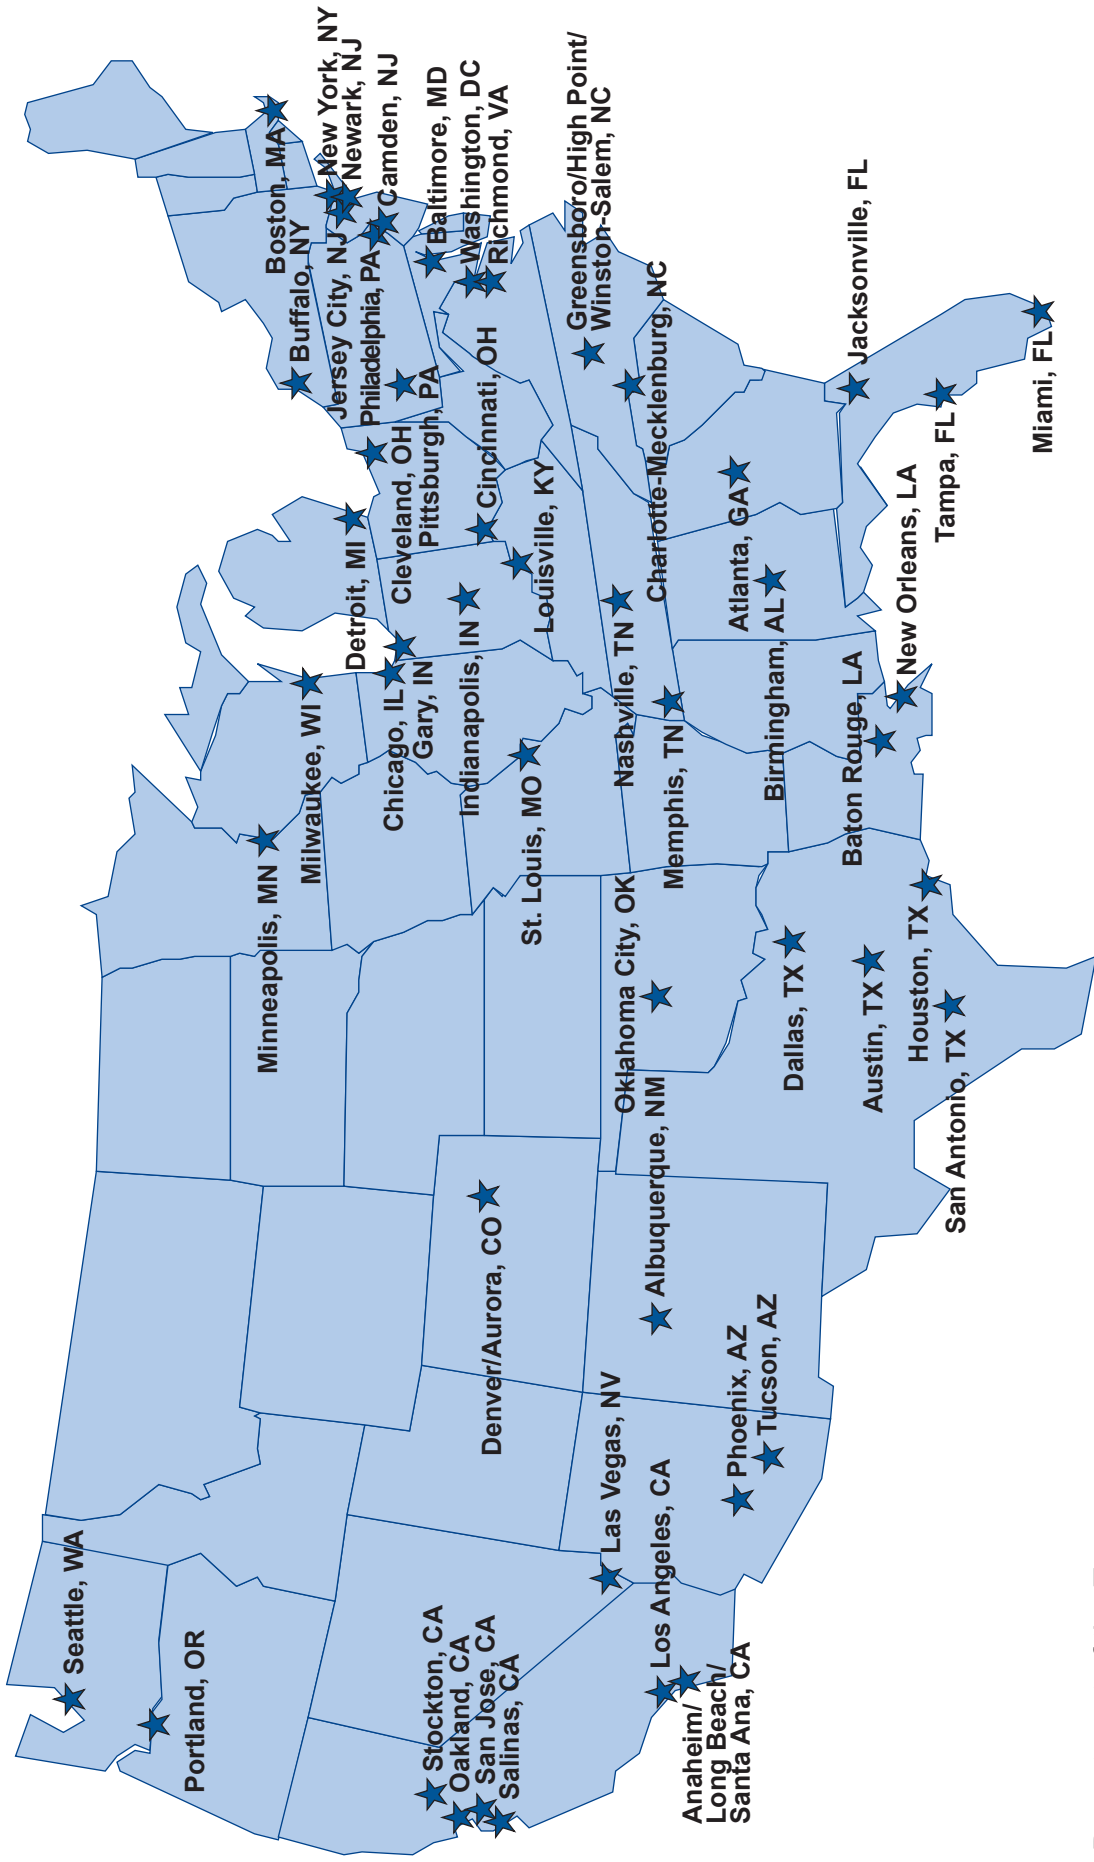 Seattle, WA
Portland, OR
Stockton, CA
Oakland, CA
San Jose, CA
Salinas, CA
Los Angeles, CA
Anaheim/
Long Beach/
Santa Ana, CA
Las Vegas, NV
Phoenix, AZ
Tucson, AZ
Denver/Aurora, CO
Albuquerque, NM
Oklahoma City, OK
Dallas, TX
Austin, TX
Houston, TX
San Antonio, TX
Minneapolis, MN
Milwaukee, WI
Chicago, IL
Gary, IN
Indianapolis, IN
St. Louis, MO
Nashville, TN
Memphis, TN
Birmingham, AL
Baton Rouge, LA
New Orleans, LA
Detroit, MI
Cleveland, OH
Pittsburgh, PA
Cincinnati, OH
Louisville, KY
Charlotte-Mecklenburg, NC
Atlanta, GA
Greensboro/High Point/
Winston-Salem, NC
Jacksonville, FL
Tampa, FL
Miami, FL
Boston, MA
Buffalo, NY
Jersey City, NJ
Philadelphia, PA
New York, NY
Newark, NJ
Camden, NJ
Baltimore, MD
Washington, DC
Richmond, VA